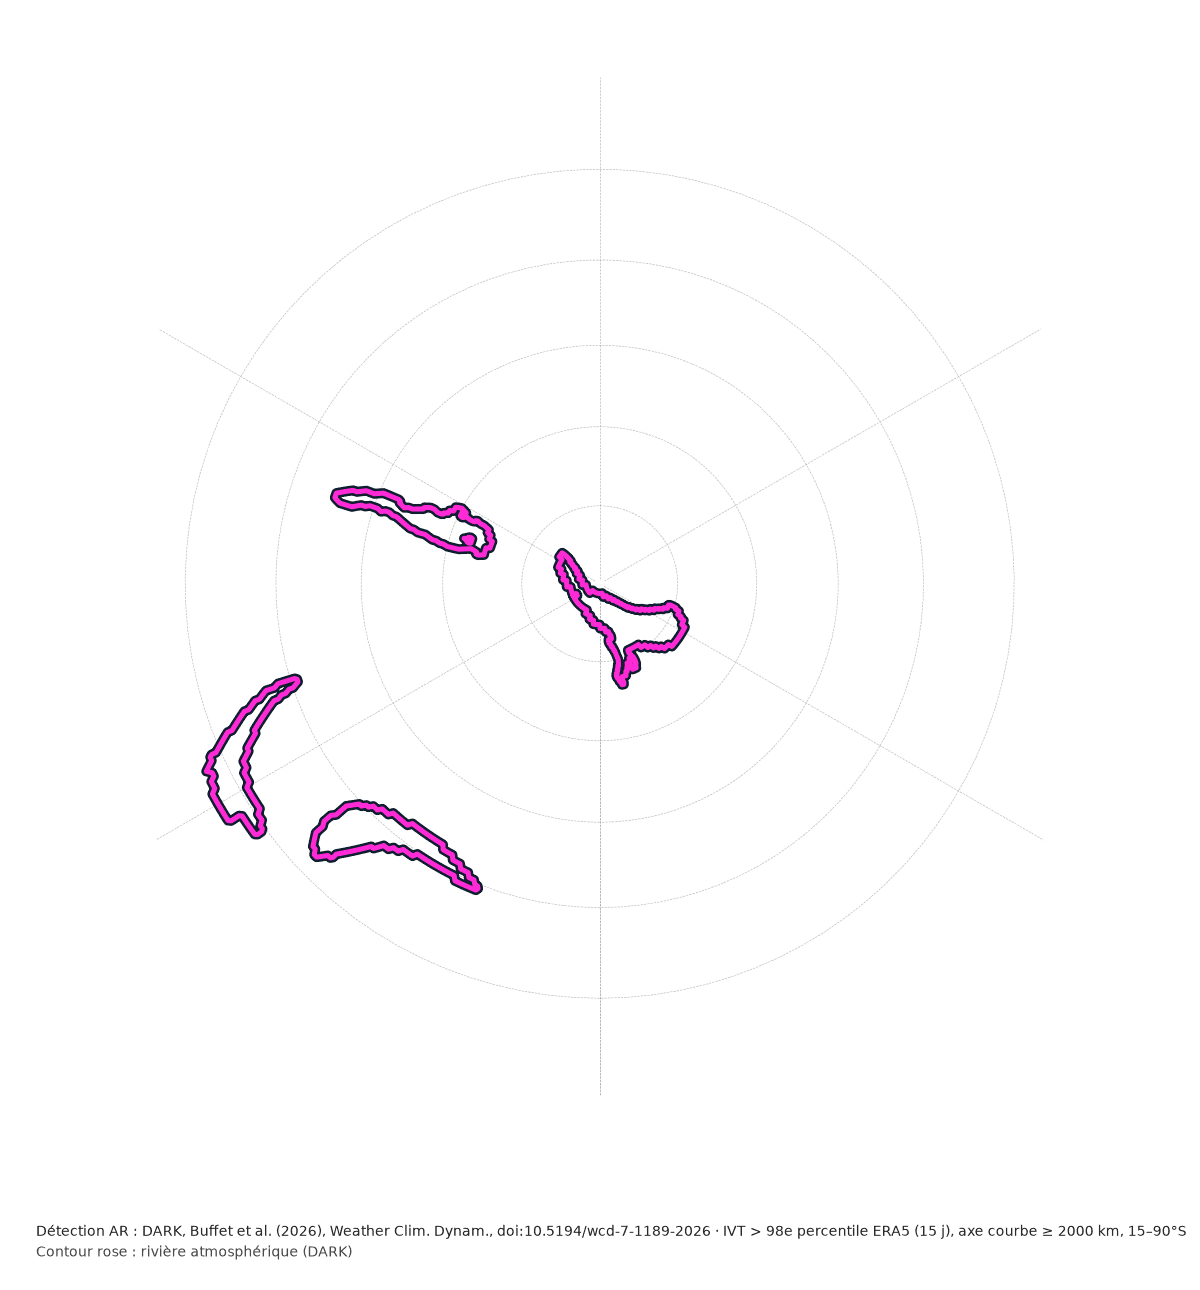 Détection AR : DARK, Buffet et al. (2026), Weather Clim. Dynam., doi:10.5194/wcd-7-1189-2026 · IVT > 98e percentile ERA5 (15 j), axe courbe ≥ 2000 km, 15–90°S
Contour rose : rivière atmosphérique (DARK)